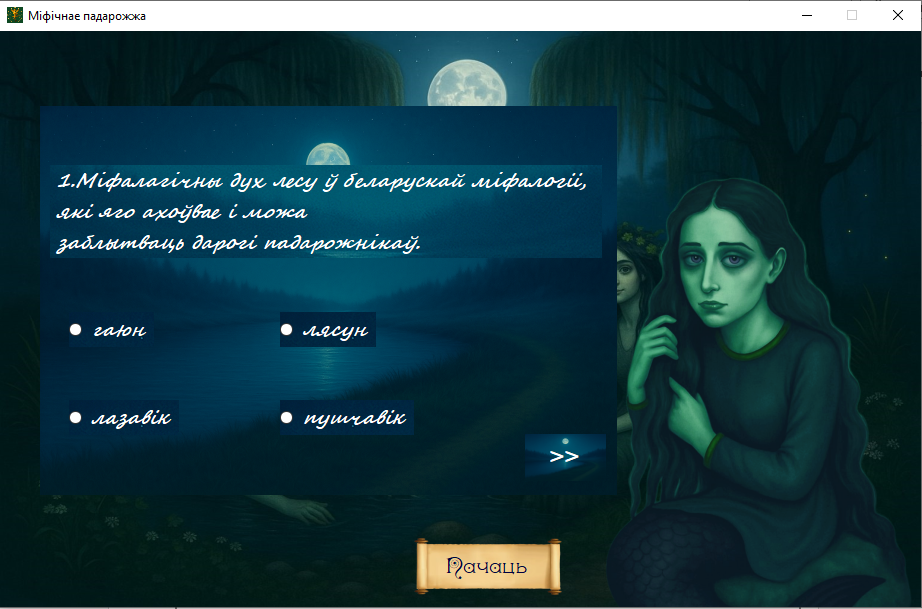 Міфічнае падарожжа
1.Міфалагічны дух лесу ў беларускай міфалогіі,
які яго ахоўвае і можа
заблытваць дарогі падарожнікаў.
гаюн
лясун
лазавік
пушчавік
>>
Пачаць